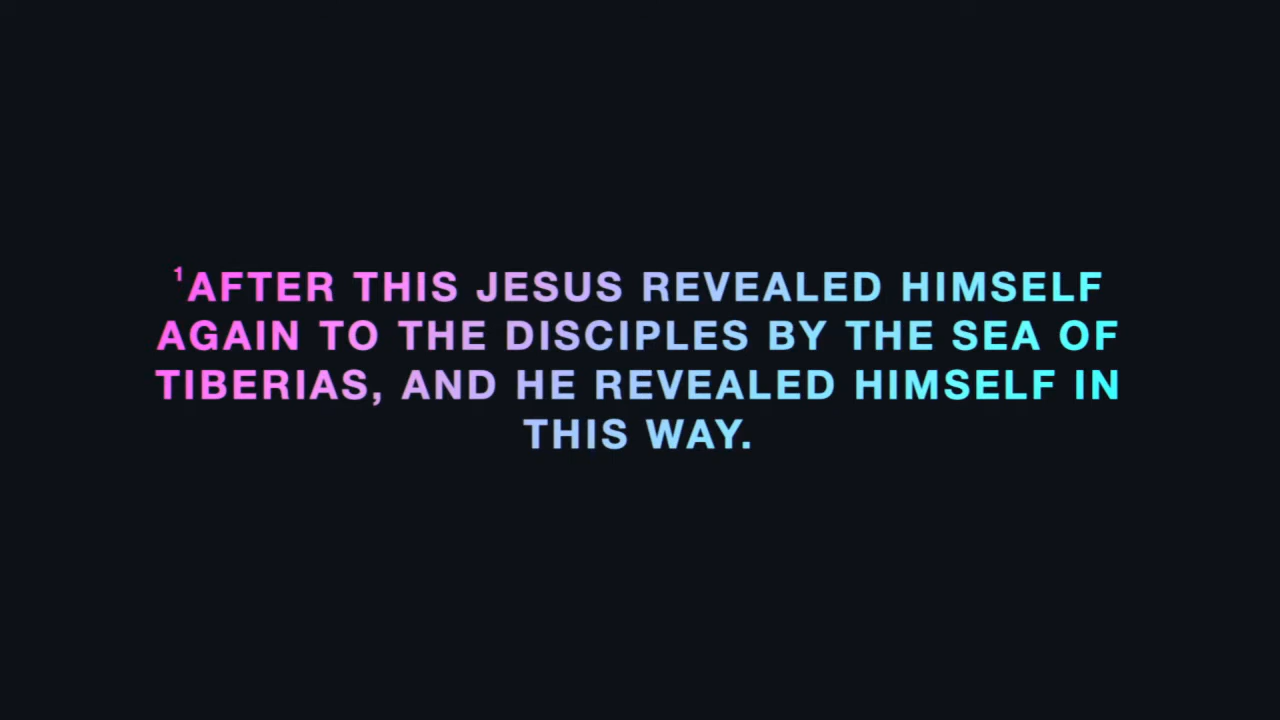 ¹AFTER THIS JESUS REVEALED HIMSELF
AGAIN TO THE DISCIPLES BY THE SEA OF
TIBERIAS, AND HE REVEALED HIMSELF IN
THIS WAY.